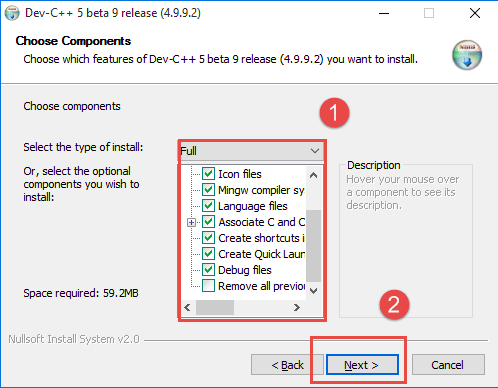 Dev-C++ 5 beta 9 release (4.9.9.2)
Choose Components
Choose which features of Dev-C++ 5 beta 9 release (4.9.9.2) you want to install.
Choose components
1
Select the type of install:
Full
Or, select the optional
components you wish to
install:
Icon files
Mingw compiler sy
Language files
Associate C and C
Create shortcuts i
Create Quick Laun
Debug files
Remove all previou
Description
Hover your mouse over
a component to see its
description.
Space required: 59.2MB
2
Nullsoft Install System v2.0
< Back
Next >
Cancel